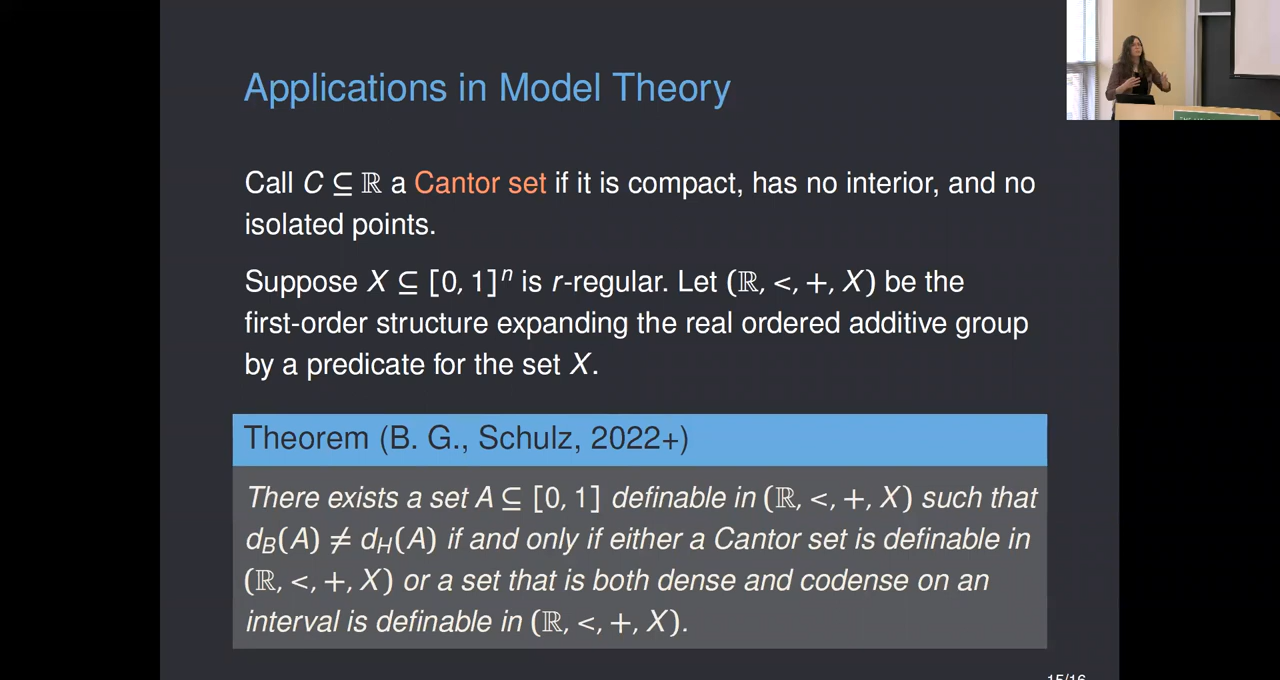 Applications in Model Theory
Call C ⊆ ℝ a Cantor set if it is compact, has no interior, and no
isolated points.
Suppose X ⊆ [0, 1]ⁿ is r-regular. Let (ℝ, <, +, X) be the
first-order structure expanding the real ordered additive group
by a predicate for the set X.
Theorem (B. G., Schulz, 2022+)
There exists a set A ⊆ [0, 1] definable in (ℝ, <, +, X) such that
d_B(A) ≠ d_H(A) if and only if either a Cantor set is definable in
(ℝ, <, +, X) or a set that is both dense and codense on an
interval is definable in (ℝ, <, +, X).
15/16